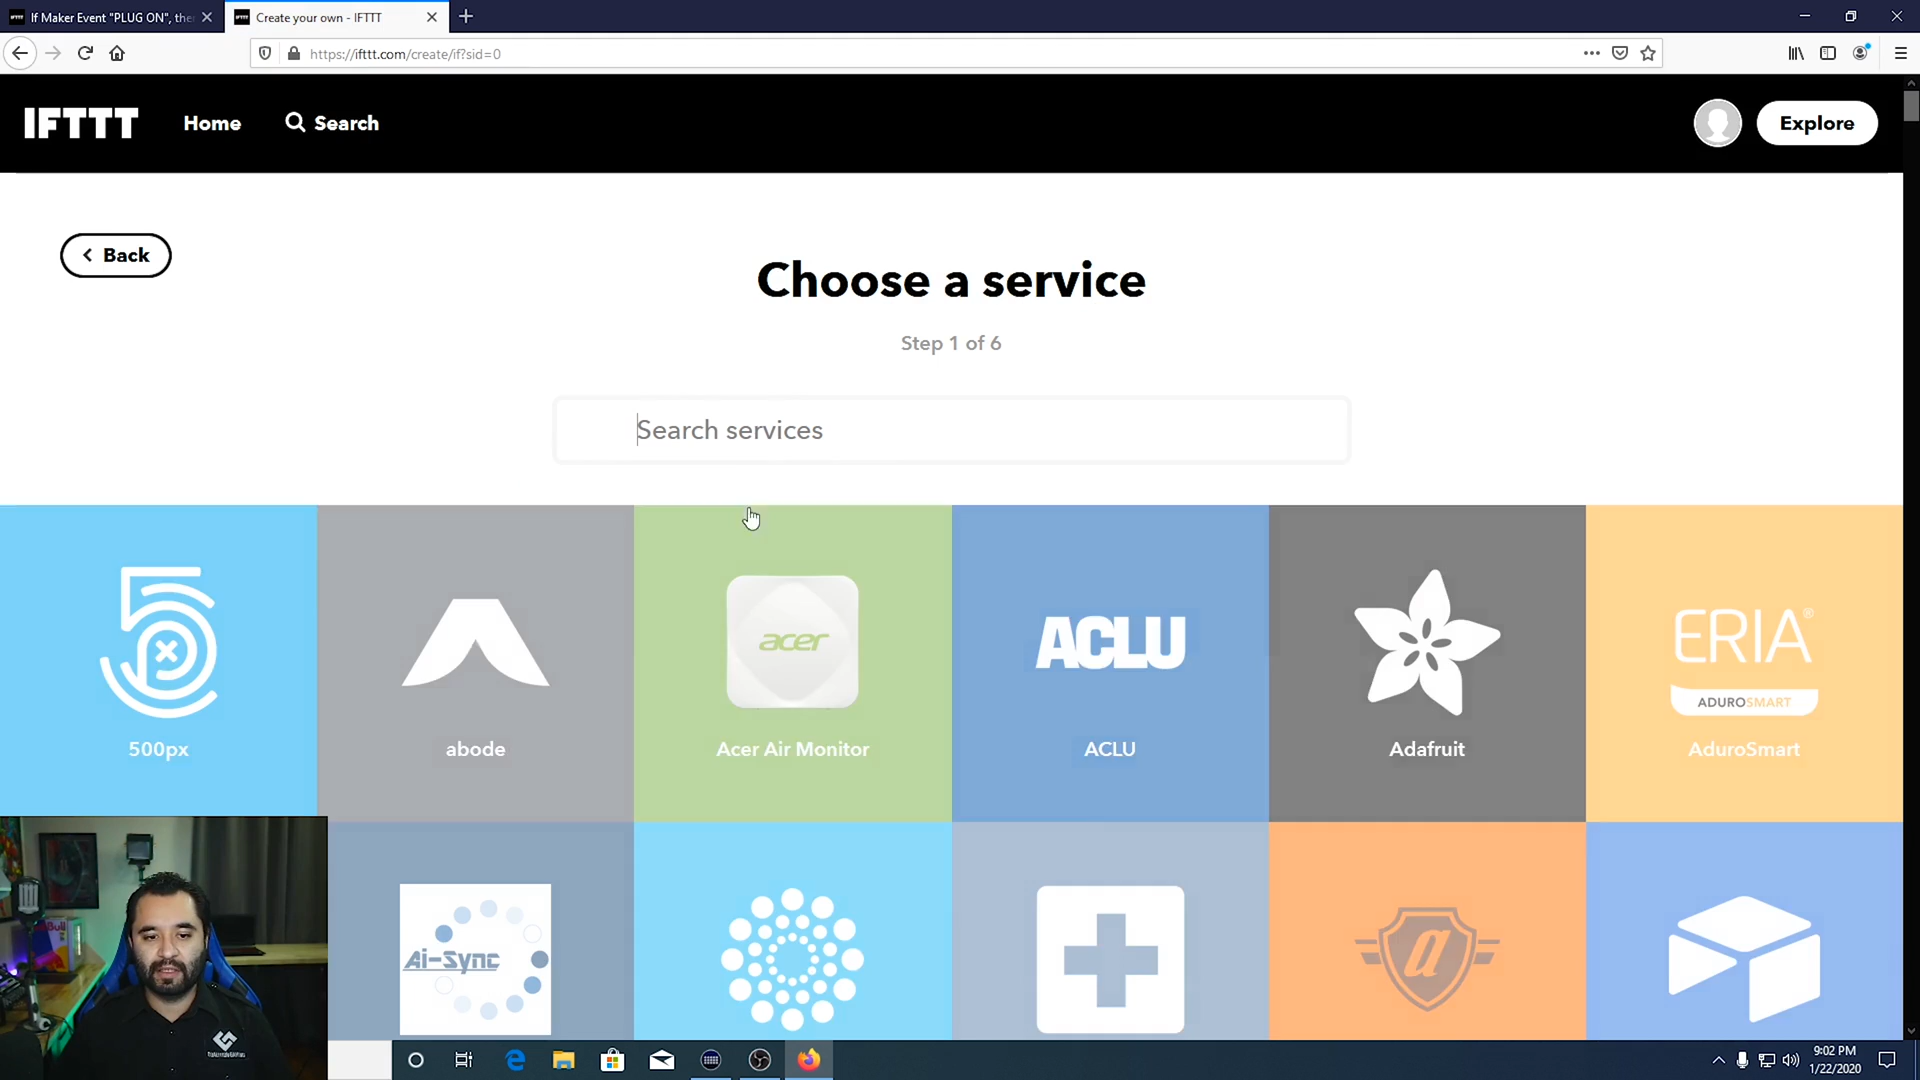 If Maker Event "PLUG ON", the
Create your own - IFTTT
https://ifttt.com/create/if?sid=0
IFTTT
Home
Search
Explore
Back
Choose a service
Step 1 of 6
Search services
500px
abode
acer
Acer Air Monitor
ACLU
ACLU
Adafruit
ERIA®
ADUROSMART
AduroSmart
Ai-Sync
a
9:02 PM
1/22/2020